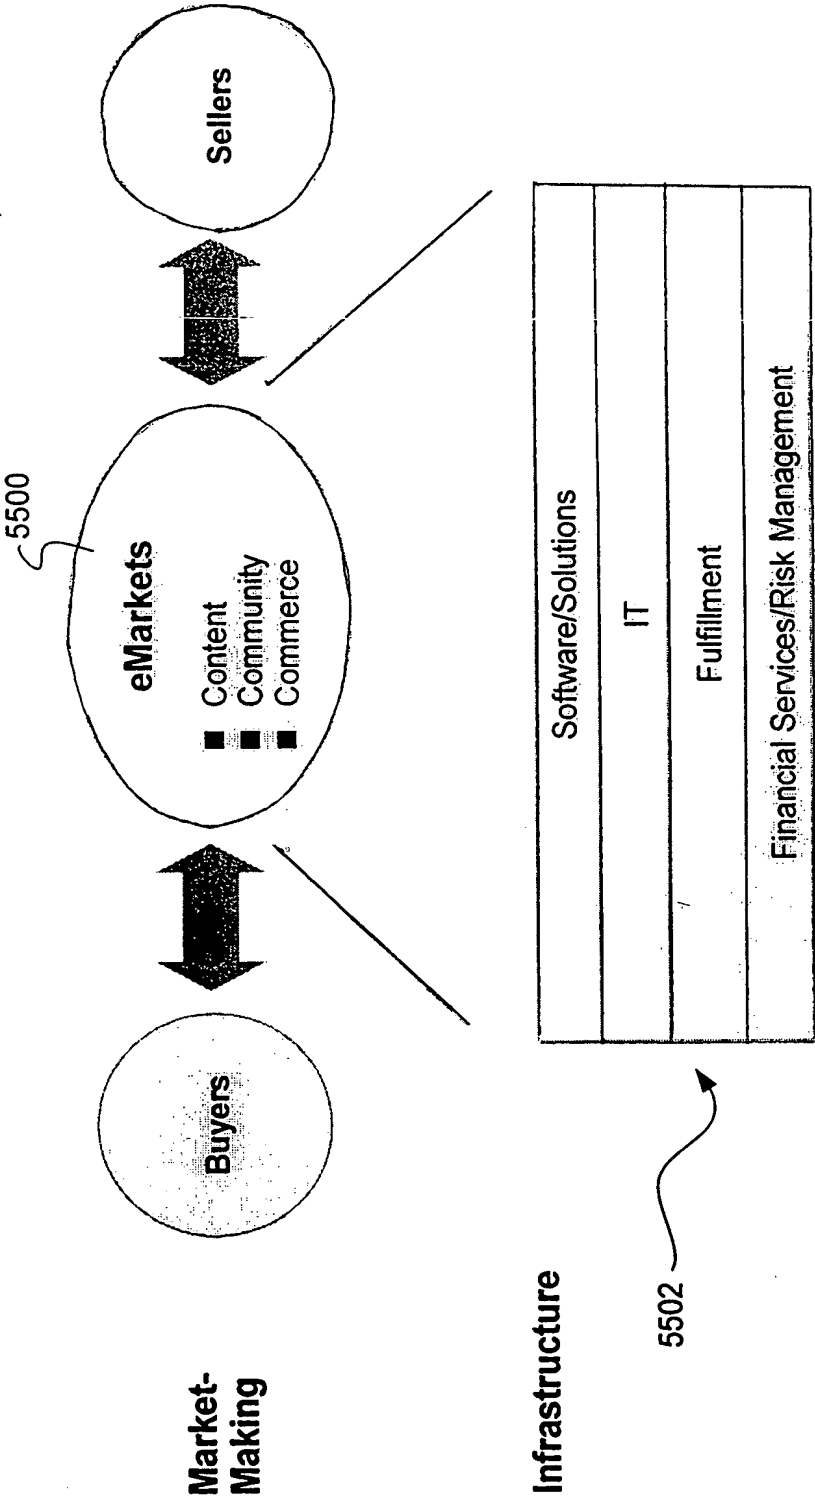 5500
Market-
Making
Buyers
eMarkets
Content
Community
Commerce
Sellers
Infrastructure
Software/Solutions
IT
Fulfillment
Financial Services/Risk Management
5502